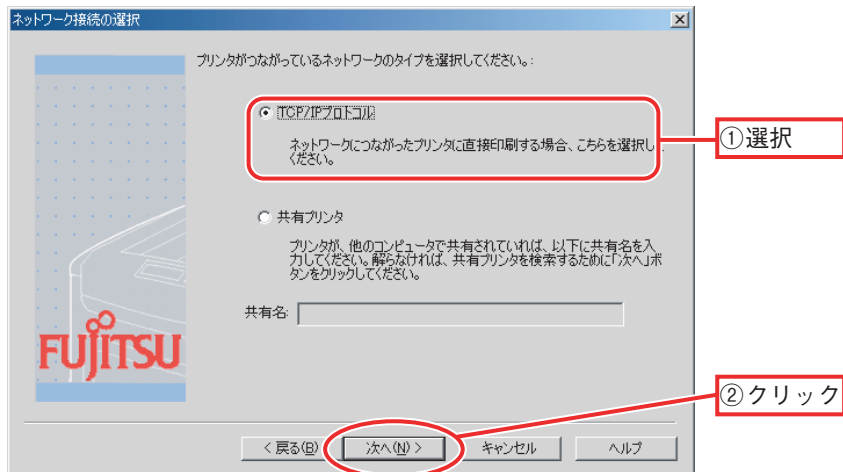 ネットワーク接続の選択
プリンタがつながっているネットワークのタイプを選択してください。:
TCP/IPプロトコル
ネットワークにつながったプリンタに直接印刷する場合、こちらを選択して
ください。
①選択
共有プリンタ
プリンタが、他のコンピュータで共有されていれば、以下に共有名を入
力してください。解らなければ、共有プリンタを検索するために「次へ」ボ
タンをクリックしてください。
共有名:
FUJITSU
②クリック
< 戻る(B)
次へ(N) >
キャンセル
ヘルプ